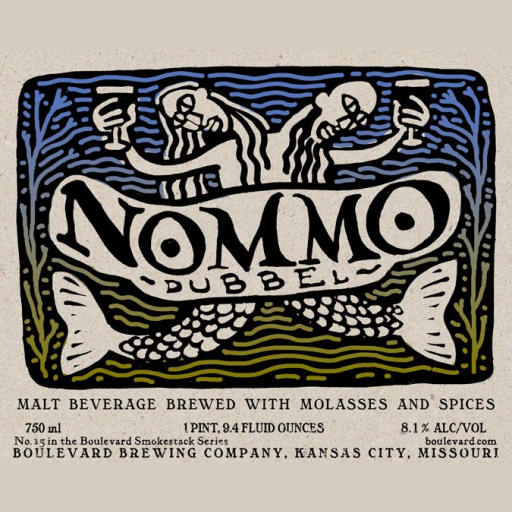 NOMMO
~DUBBEL~
MALT BEVERAGE BREWED WITH MOLASSES AND SPICES
750 ml 1 PINT, 9.4 FLUID OUNCES 8.1% ALC/VOL
No. 15 in the Boulevard Smokestack Series boulevard.com
BOULEVARD BREWING COMPANY, KANSAS CITY, MISSOURI